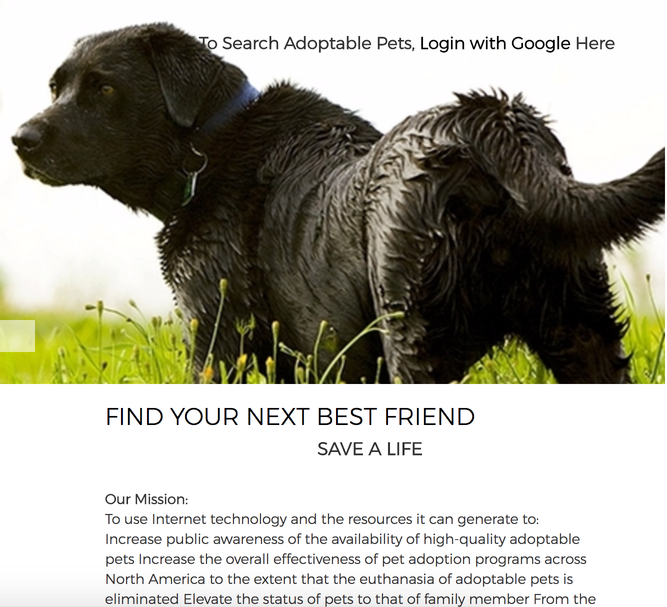 To Search Adoptable Pets, Login with Google Here
FIND YOUR NEXT BEST FRIEND
SAVE A LIFE
Our Mission:
To use Internet technology and the resources it can generate to:
Increase public awareness of the availability of high-quality adoptable
pets Increase the overall effectiveness of pet adoption programs across
North America to the extent that the euthanasia of adoptable pets is
eliminated Elevate the status of pets to that of family member From the